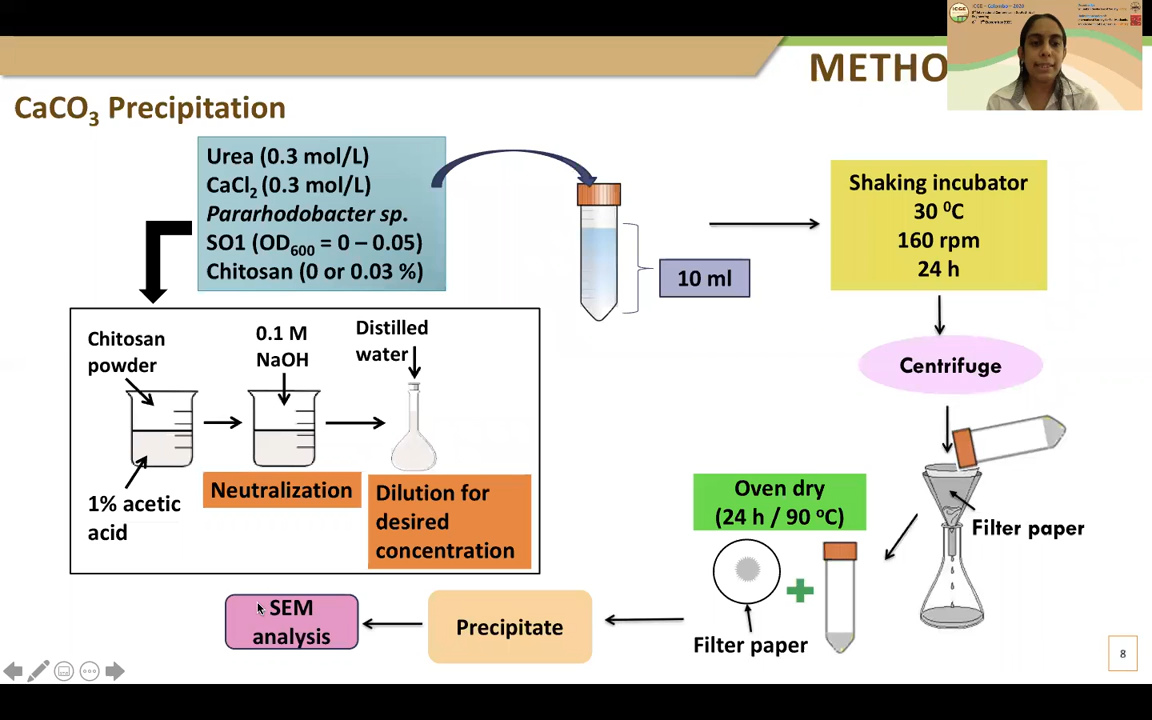 ICGE - Colombo - 2020
METHO
CaCO3 Precipitation
Urea (0.3 mol/L)
CaCl2 (0.3 mol/L)
Pararhodobacter sp.
SO1 (OD600 = 0 – 0.05)
Chitosan (0 or 0.03 %)
10 ml
Shaking incubator
30 ⁰C
160 rpm
24 h
Centrifuge
Filter paper
Chitosan
powder
0.1 M
NaOH
Distilled
water
1% acetic
acid
Neutralization
Dilution for
desired
concentration
Oven dry
(24 h / 90 ᵒC)
Filter paper
Precipitate
SEM
analysis
8